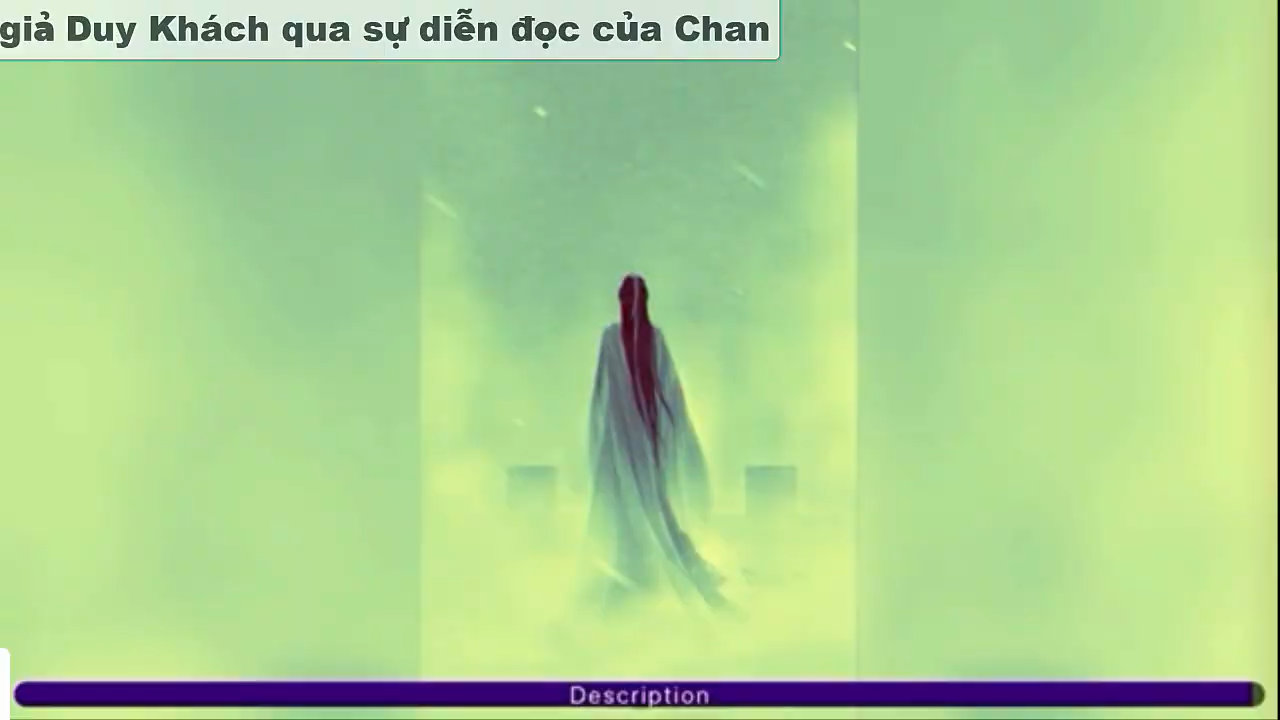 giả Duy Khách qua sự diễn đọc của Chan
Description